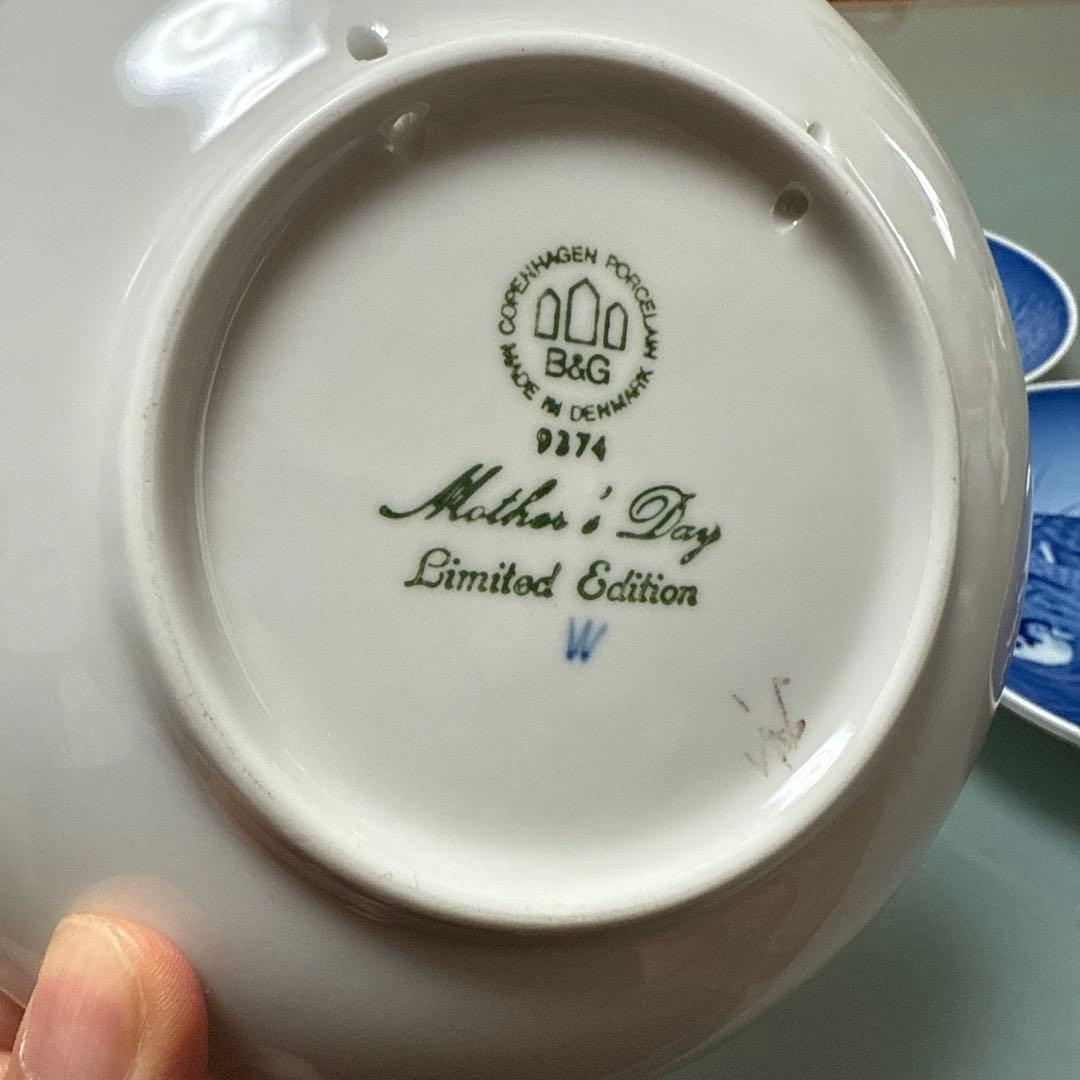 COPENHAGEN PORCELAIN
MADE IN DENMARK
B&G
9374
Mother's Day
Limited Edition
W